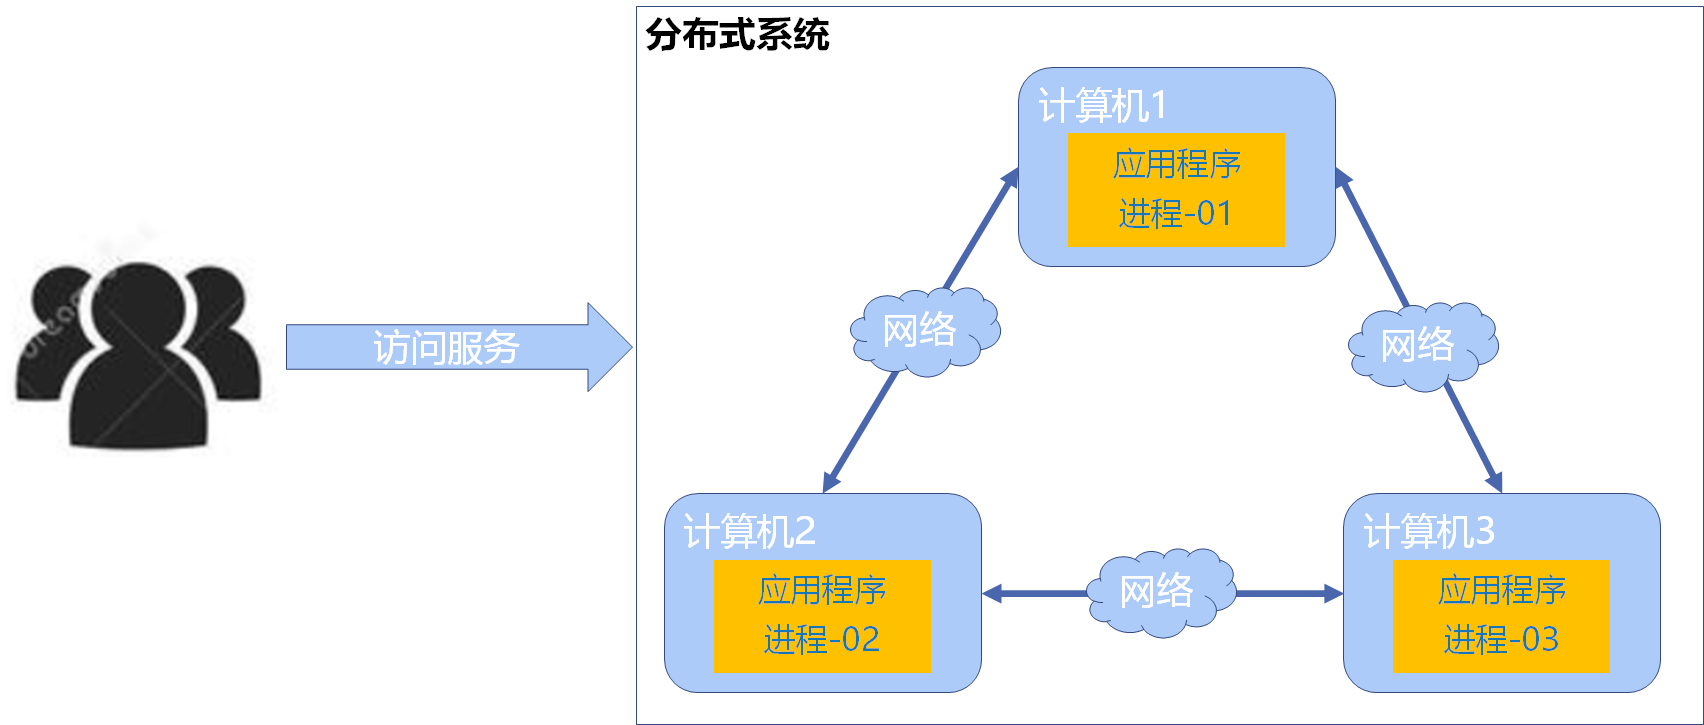 分布式系统
计算机1
应用程序
进程-01
网络
网络
访问服务
计算机2
应用程序
进程-02
网络
计算机3
应用程序
进程-03